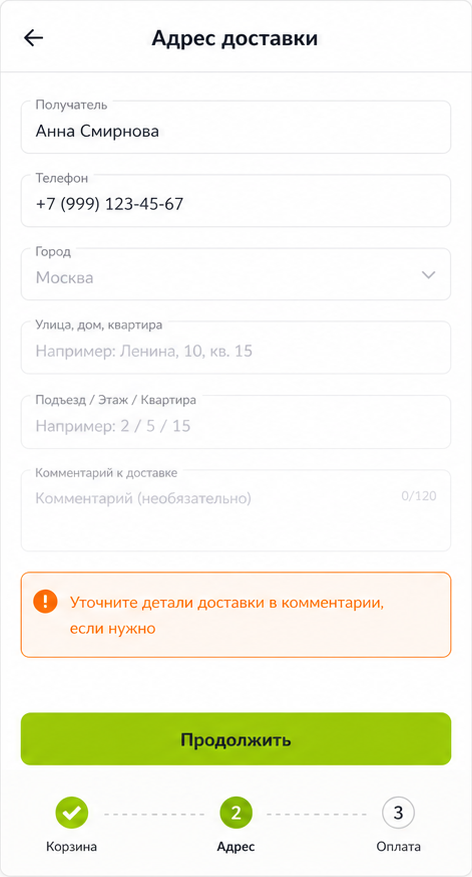 Адрес доставки
Получатель
Анна Смирнова
Телефон
+7 (999) 123-45-67
Город
Москва
Улица, дом, квартира
Например: Ленина, 10, кв. 15
Подъезд / Этаж / Квартира
Например: 2 / 5 / 15
Комментарий к доставке
Комментарий (необязательно)
0/120
Уточните детали доставки в комментарии,
если нужно
Продолжить
2
3
Корзина
Адрес
Оплата